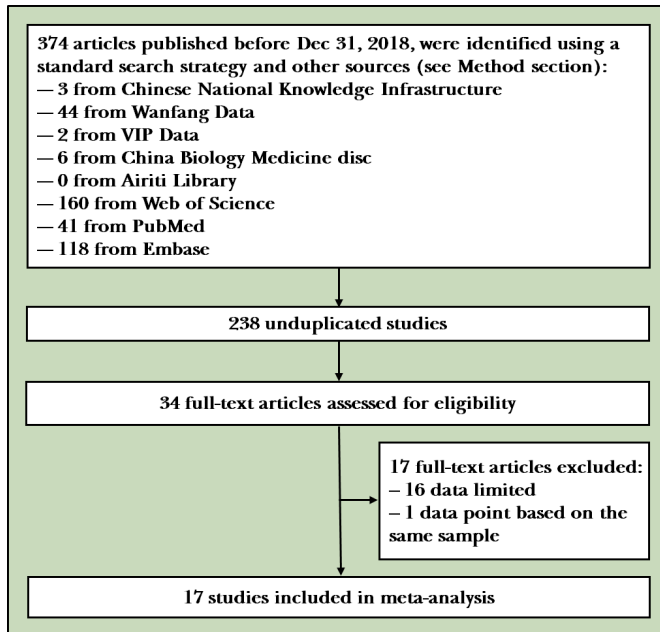 374 articles published before Dec 31, 2018, were identified using a
standard search strategy and other sources (see Method section):
– 3 from Chinese National Knowledge Infrastructure
– 44 from Wanfang Data
– 2 from VIP Data
– 6 from China Biology Medicine disc
– 0 from Airiti Library
– 160 from Web of Science
– 41 from PubMed
– 118 from Embase
238 unduplicated studies
34 full-text articles assessed for eligibility
17 full-text articles excluded:
– 16 data limited
– 1 data point based on the
same sample
17 studies included in meta-analysis